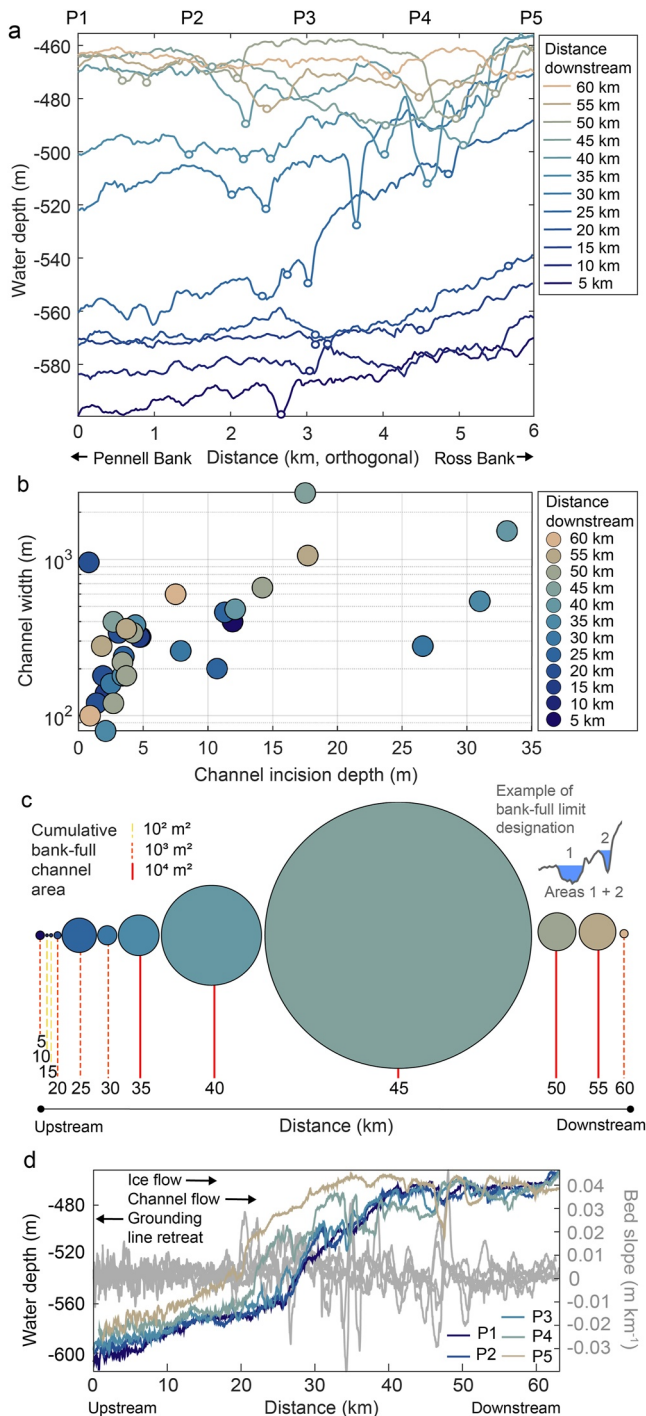 P1 P2 P3 P4 P5
a
-460
-480
-500
-520
-540
-560
-580
Water depth (m)
0 1 2 3 4 5 6
← Pennell Bank Distance (km, orthogonal) Ross Bank →
Distance
downstream
60 km
55 km
50 km
45 km
40 km
35 km
30 km
25 km
20 km
15 km
10 km
5 km
b
Channel width (m)
10³
10²
0 5 10 15 20 25 30 35
Channel incision depth (m)
Distance
downstream
60 km
55 km
50 km
45 km
40 km
35 km
30 km
25 km
20 km
15 km
10 km
5 km
c
Cumulative
bank-full
channel
area
10² m²
10³ m²
10⁴ m²
Example of
bank-full limit
designation
1 2
Areas 1 + 2
5
10
15
20 25 30 35 40 45 50 55 60
Upstream Distance (km) Downstream
d
Ice flow →
Channel flow →
← Grounding
line retreat
Water depth (m)
-480
-520
-560
-600
0.04
0.03
0.02
0.01
0
-0.01
-0.02
-0.03
Bed slope (m km⁻¹)
P1
P2
P3
P4
P5
0 10 20 30 40 50 60
Upstream Distance (km) Downstream